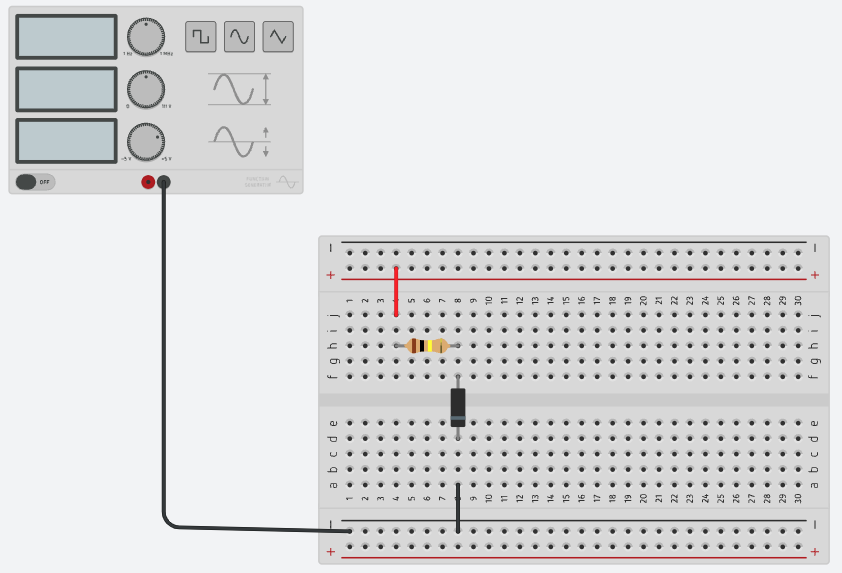 1 Hz 1 MHz
0 10 V
-5 V +5 V
OFF
FUNCTION
GENERATOR
− −
+ +
1 2 3 4 5 6 7 8 9 10 11 12 13 14 15 16 17 18 19 20 21 22 23 24 25 26 27 28 29 30
j j
i i
h h
g g
f f
e e
d d
c c
b b
a a
1 2 3 4 5 6 7 8 9 10 11 12 13 14 15 16 17 18 19 20 21 22 23 24 25 26 27 28 29 30
− −
+ +